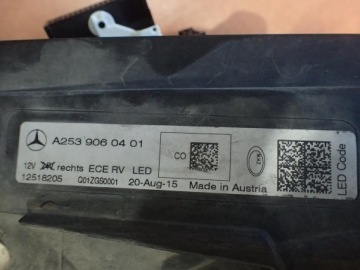 A253 906 04 01
12V 24V rechts ECE RV LED
12518205 Q01ZGS0001 20-Aug-15 Made in Austria
CO
LED Code